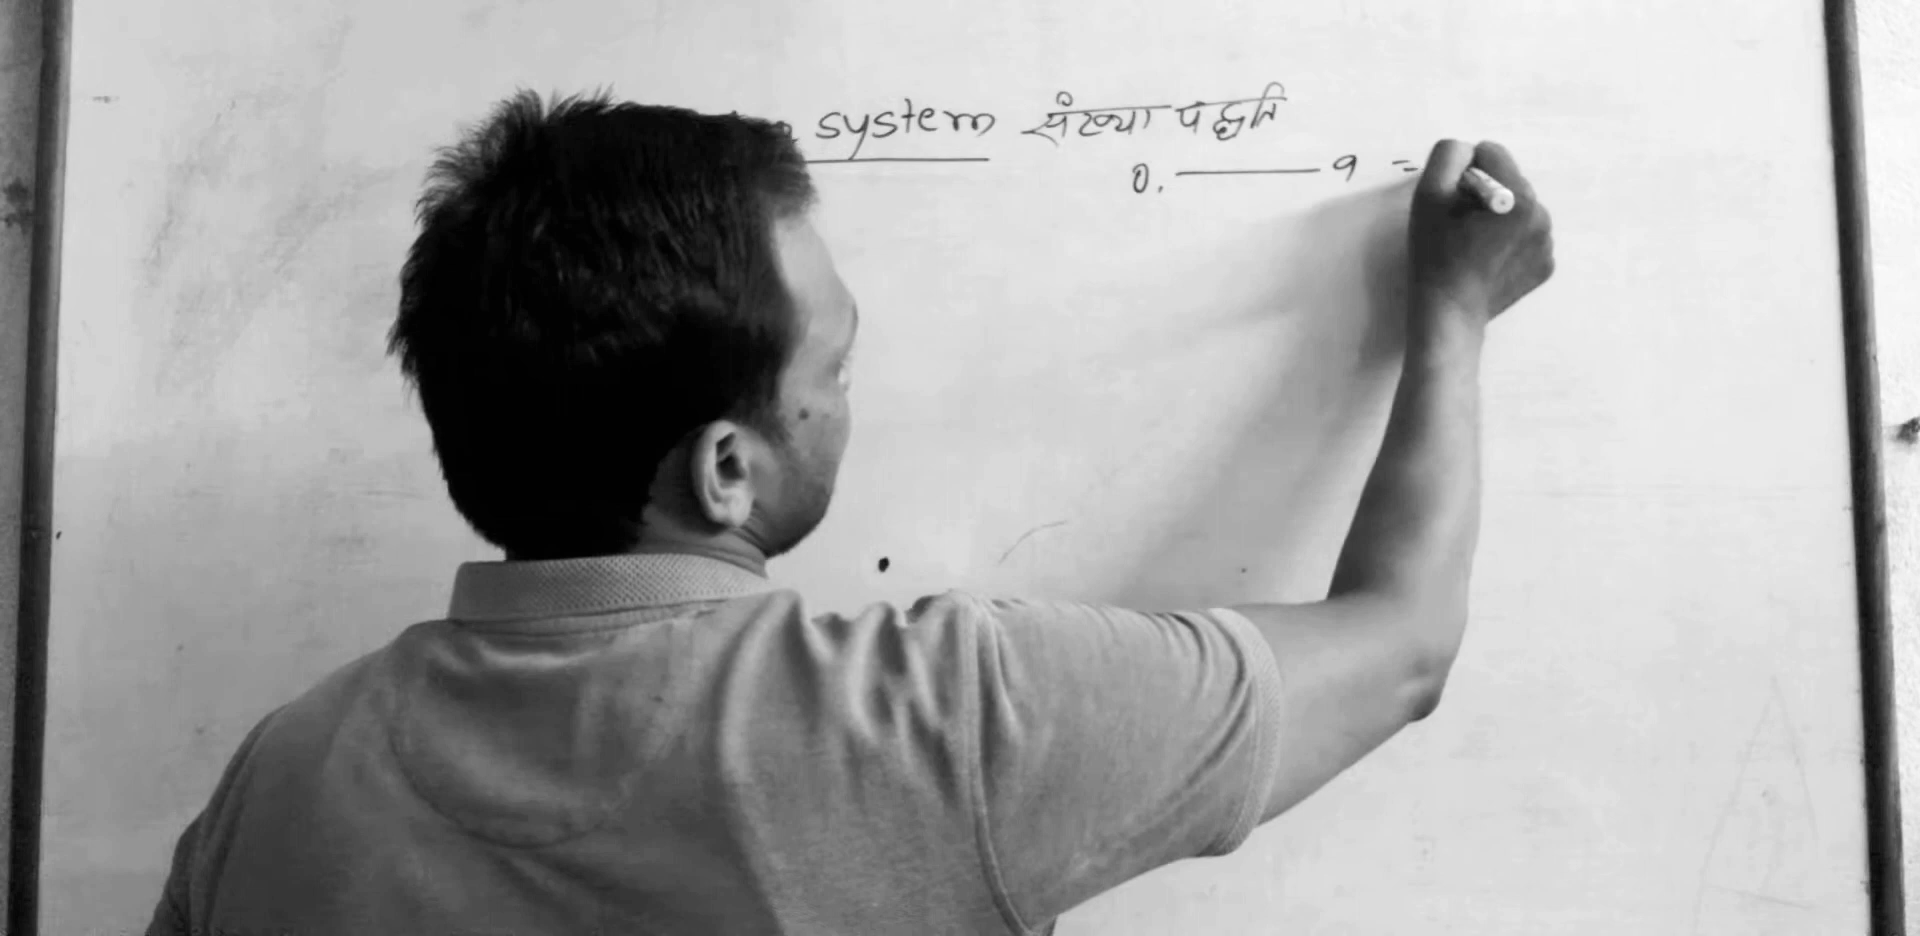 system संख्या पद्धति
0. — 9 =